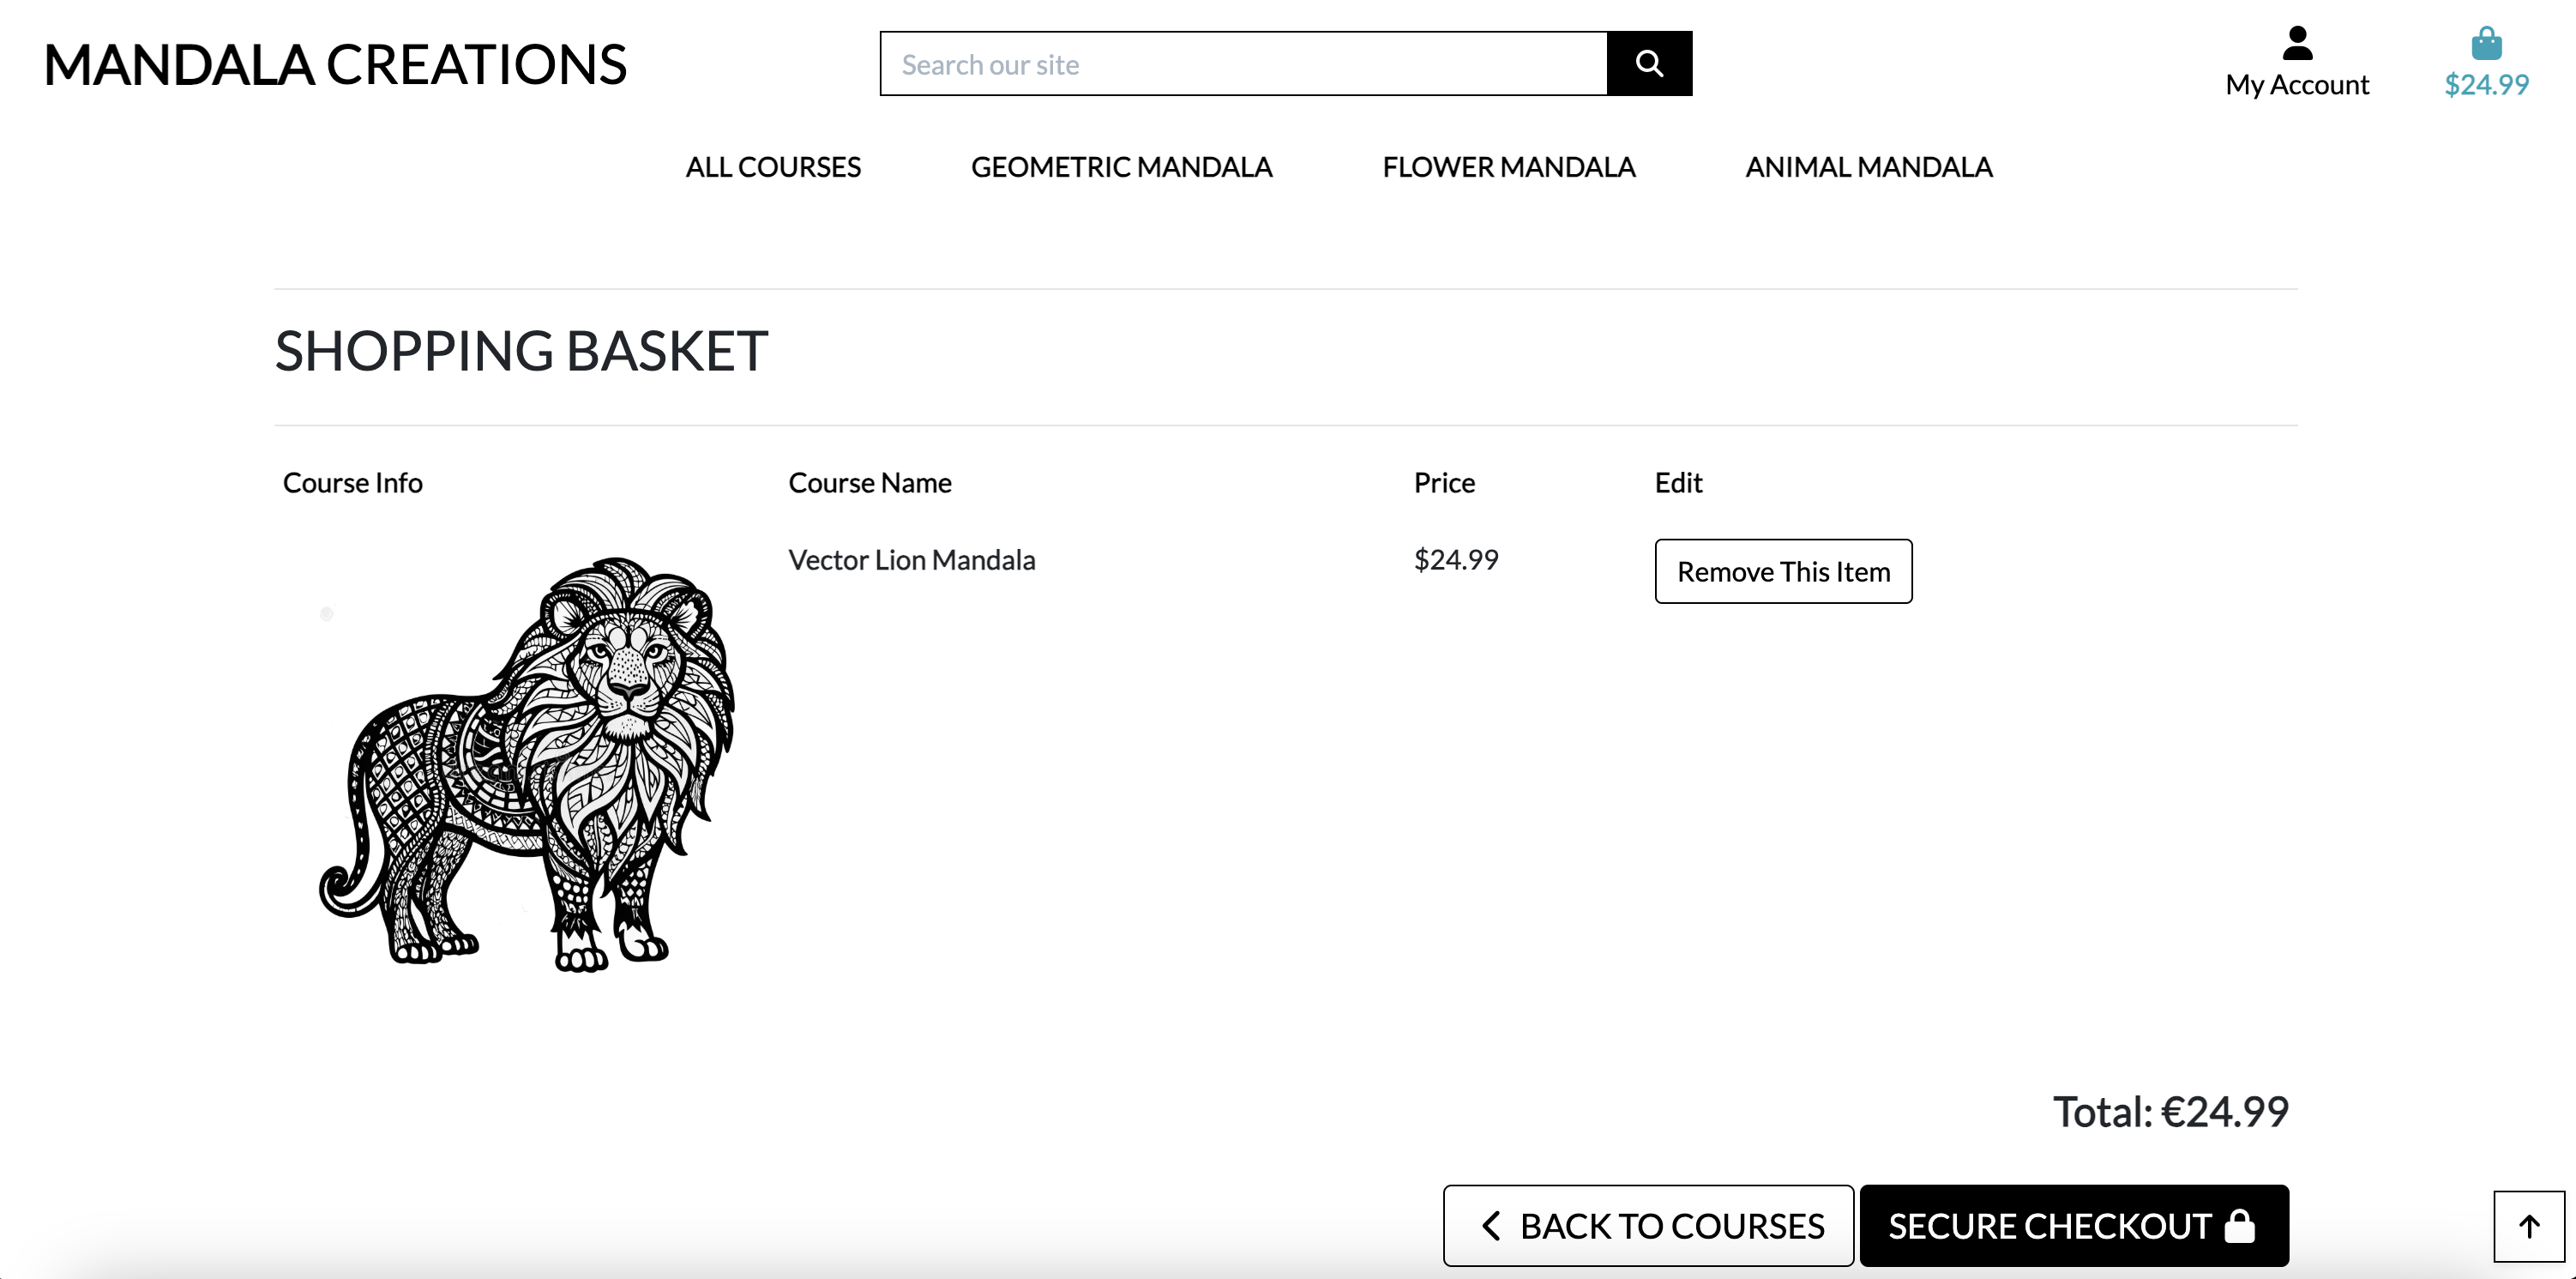 MANDALA CREATIONS
Search our site
My Account
$24.99
ALL COURSES
GEOMETRIC MANDALA
FLOWER MANDALA
ANIMAL MANDALA
SHOPPING BASKET
Course Info
Course Name
Price
Edit
Vector Lion Mandala
$24.99
Remove This Item
Total: €24.99
BACK TO COURSES
SECURE CHECKOUT